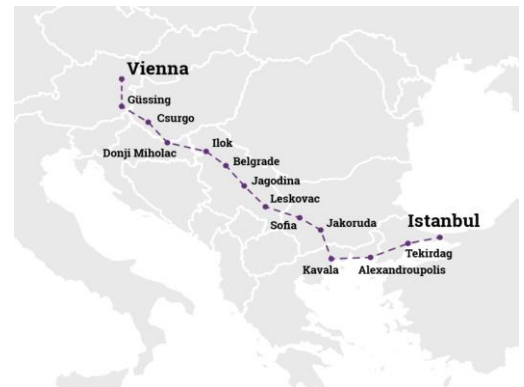 Vienna
Güssing
Csurgo
Donji Miholac
Ilok
Belgrade
Jagodina
Leskovac
Sofia
Jakoruda
Istanbul
Tekirdag
Kavala
Alexandroupolis